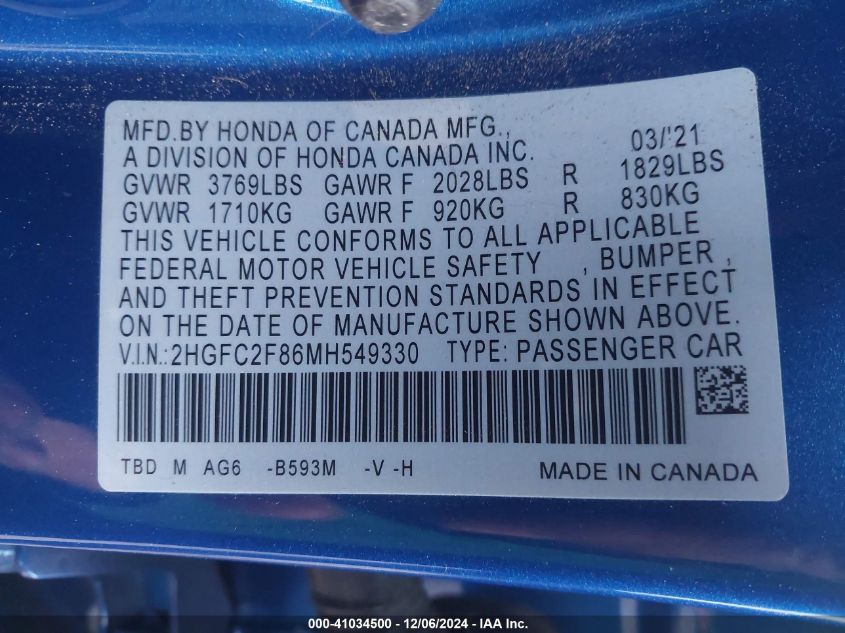 MFD.BY HONDA OF CANADA MFG., 03/'21
A DIVISION OF HONDA CANADA INC.
GVWR 3769LBS GAWR F 2028LBS R 1829LBS
GVWR 1710KG GAWR F 920KG R 830KG
THIS VEHICLE CONFORMS TO ALL APPLICABLE
FEDERAL MOTOR VEHICLE SAFETY , BUMPER ,
AND THEFT PREVENTION STANDARDS IN EFFECT
ON THE DATE OF MANUFACTURE SHOWN ABOVE.
V.I.N.:2HGFC2F86MH549330 TYPE: PASSENGER CAR
TBD M AG6 -B593M -V -H MADE IN CANADA
000-41034500 - 12/06/2024 - IAA Inc.